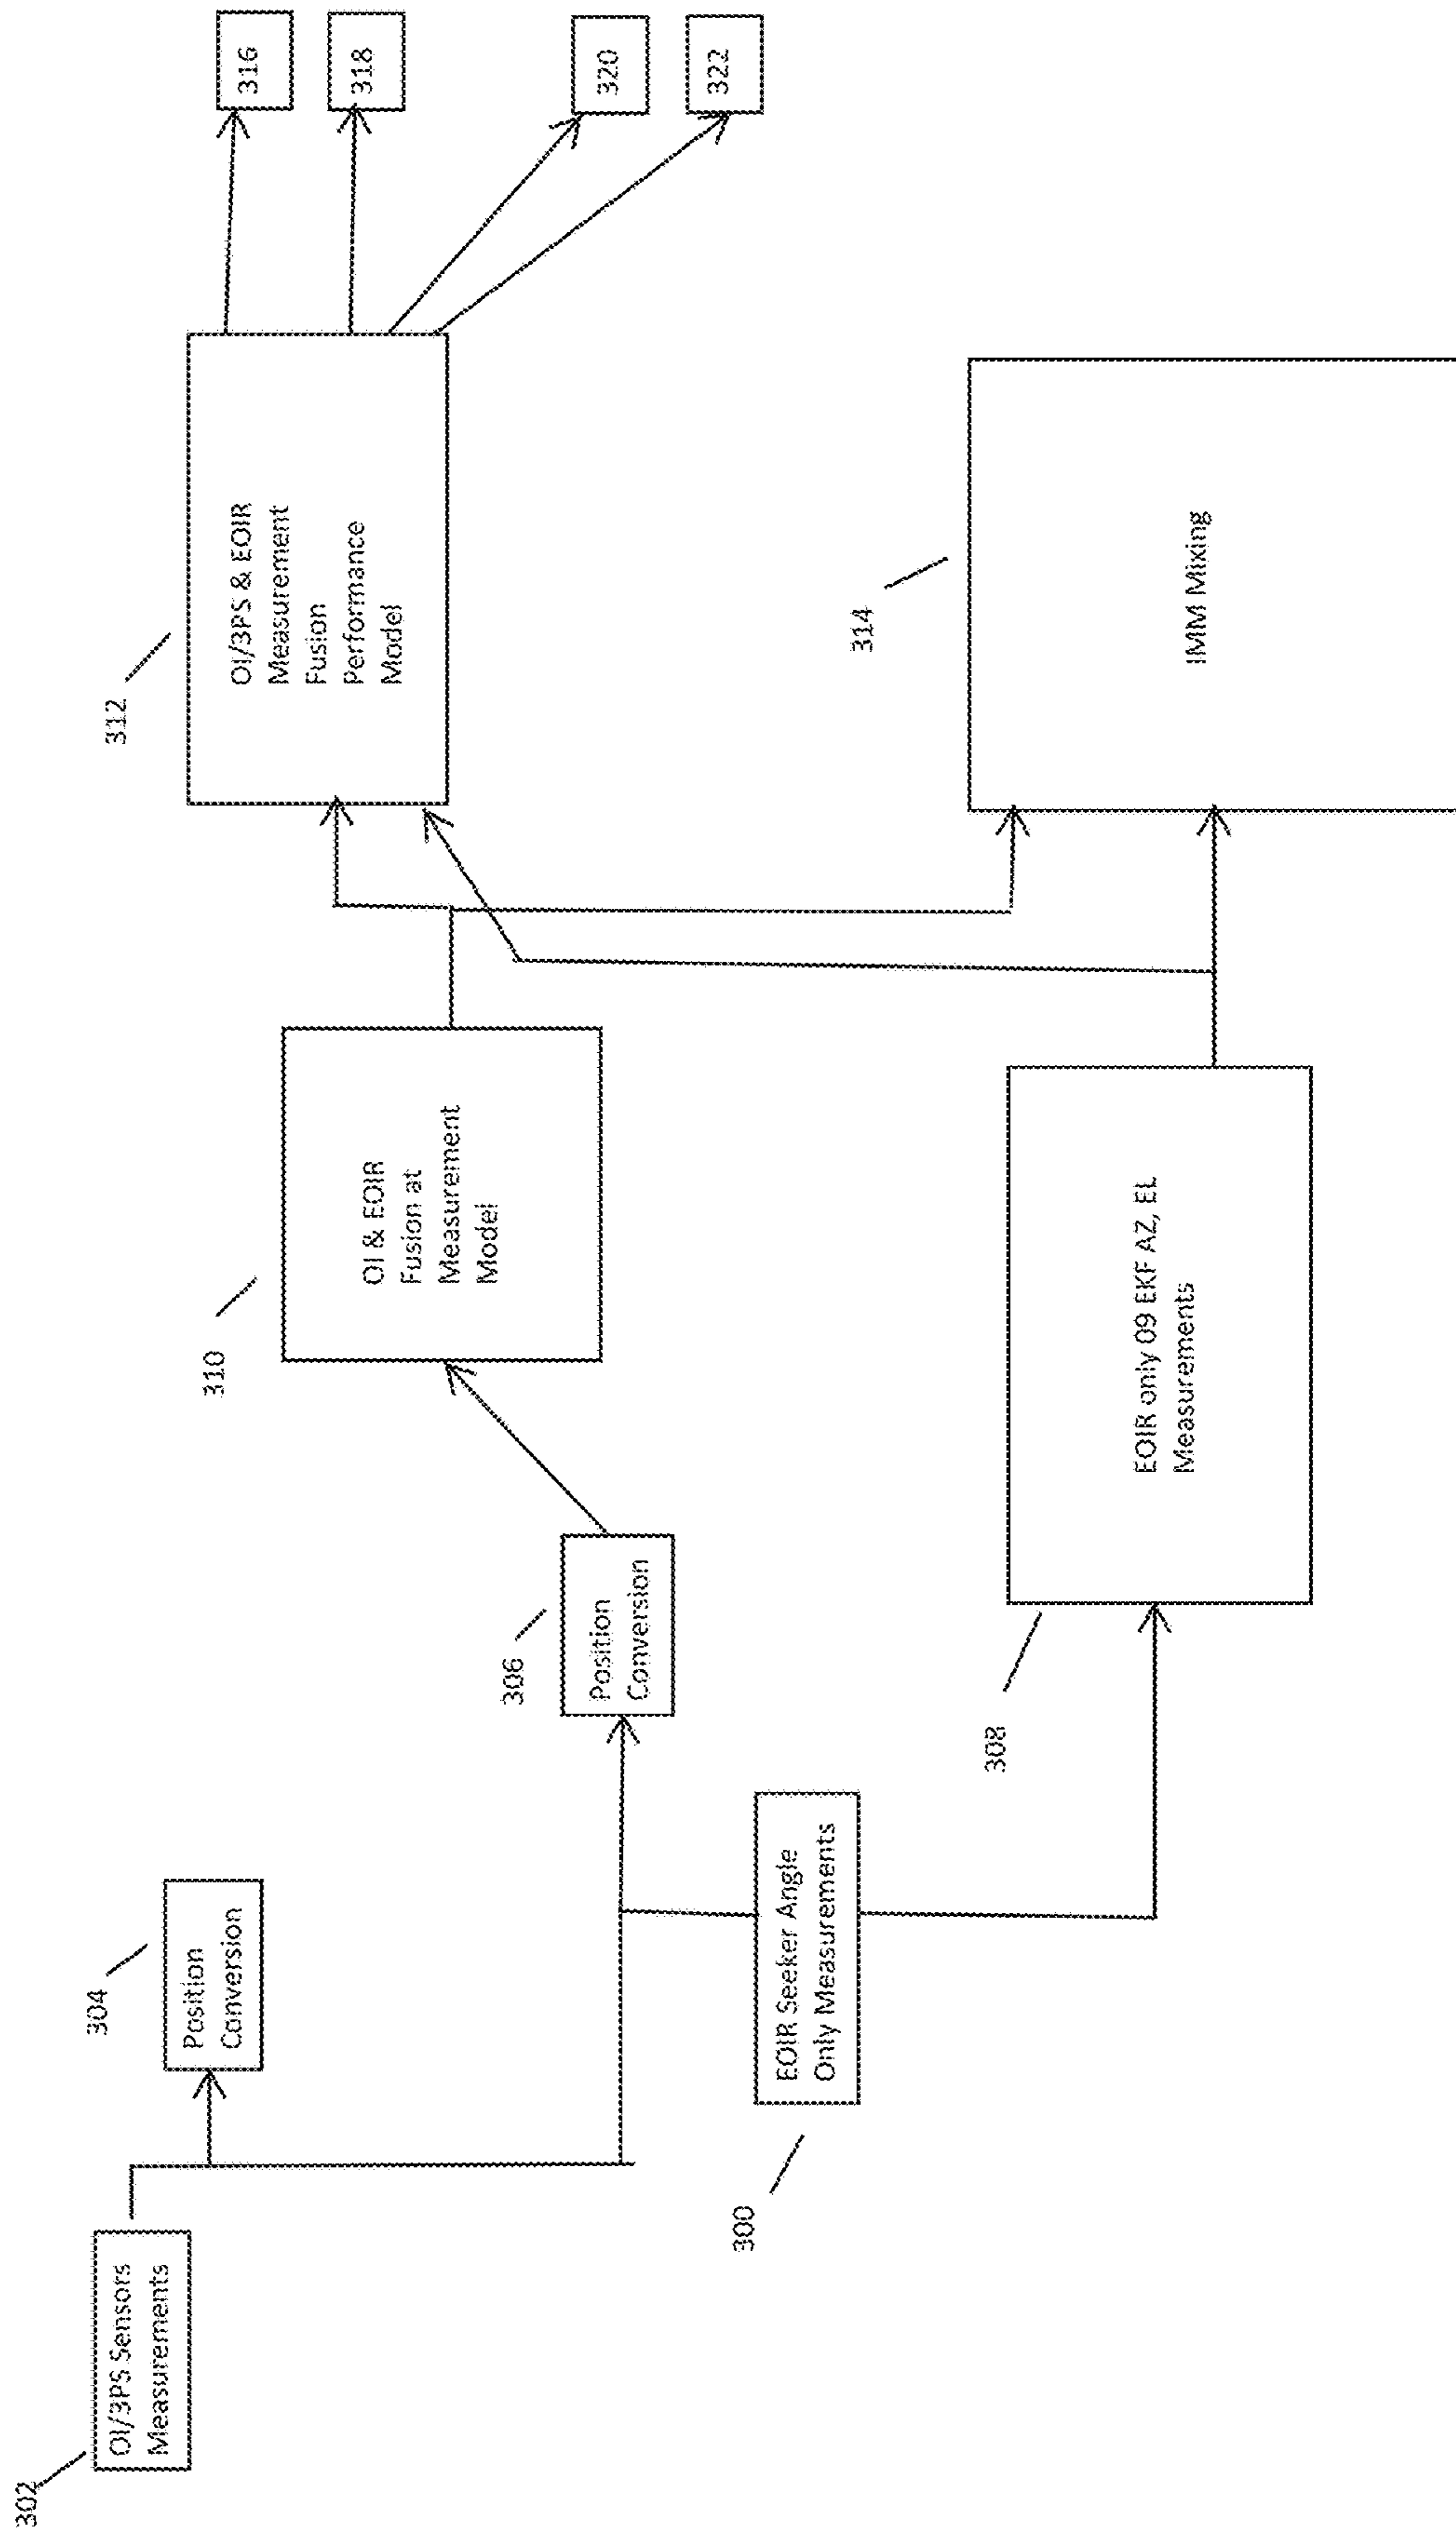 302
OI/3PS Sensors
Measurements
304
Position
Conversion
300
EOIR Seeker Angle
Only Measurements
306
Position
Conversion
308
EOIR only 09 EKF AZ, EL
Measurements
310
OI & EOIR
Fusion at
Measurement
Model
312
OI/3PS & EOIR
Measurement
Fusion
Performance
Model
314
IMM Mixing
316
318
320
322